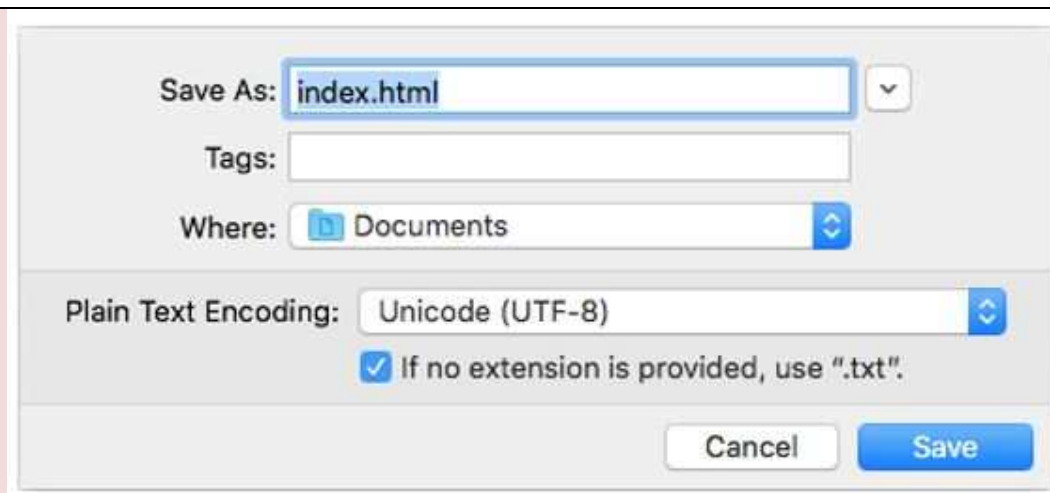 Save As: index.html
Tags:
Where: Documents
Plain Text Encoding: Unicode (UTF-8)
If no extension is provided, use ".txt".
Cancel Save